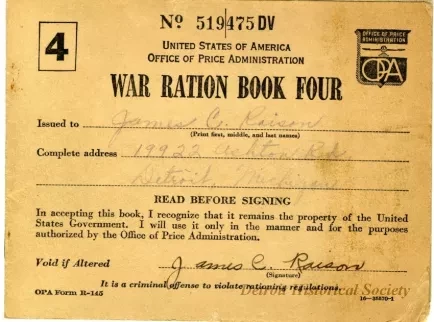 Nº 519475DV
4
UNITED STATES OF AMERICA
OFFICE OF PRICE ADMINISTRATION
OFFICE OF PRICE
ADMINISTRATION
OPA
WAR RATION BOOK FOUR
Issued to James C. Raison
(Print first, middle, and last names)
Complete address 19922 Rd.
Detroit, Michigan
READ BEFORE SIGNING
In accepting this book, I recognize that it remains the property of the United
States Government. I will use it only in the manner and for the purposes
authorized by the Office of Price Administration.
Void if Altered James C. Raison
(Signature)
It is a criminal offense to violate rationing regulations.
OPA Form R-145
Detroit Historical Society